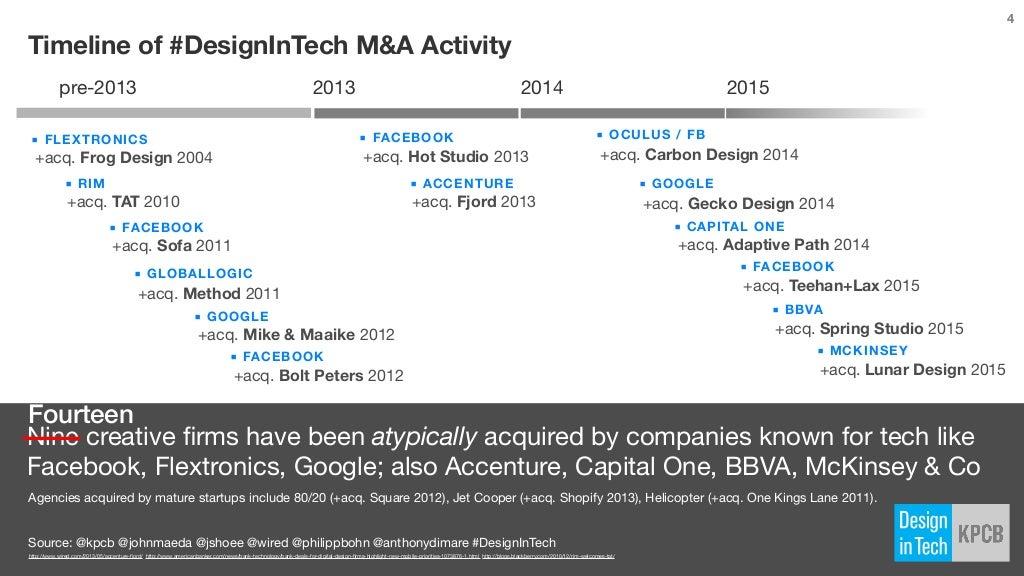 4
Timeline of #DesignInTech M&A Activity
pre-2013 2013 2014 2015
▪ FLEXTRONICS
+acq. Frog Design 2004
▪ RIM
+acq. TAT 2010
▪ FACEBOOK
+acq. Sofa 2011
▪ GLOBALLOGIC
+acq. Method 2011
▪ GOOGLE
+acq. Mike & Maaike 2012
▪ FACEBOOK
+acq. Bolt Peters 2012
▪ FACEBOOK
+acq. Hot Studio 2013
▪ ACCENTURE
+acq. Fjord 2013
▪ OCULUS / FB
+acq. Carbon Design 2014
▪ GOOGLE
+acq. Gecko Design 2014
▪ CAPITAL ONE
+acq. Adaptive Path 2014
▪ FACEBOOK
+acq. Teehan+Lax 2015
▪ BBVA
+acq. Spring Studio 2015
▪ MCKINSEY
+acq. Lunar Design 2015
Fourteen
Nine creative firms have been atypically acquired by companies known for tech like
Facebook, Flextronics, Google; also Accenture, Capital One, BBVA, McKinsey & Co
Agencies acquired by mature startups include 80/20 (+acq. Square 2012), Jet Cooper (+acq. Shopify 2013), Helicopter (+acq. One Kings Lane 2011).
Source: @kpcb @johnmaeda @jshoee @wired @philippbohn @anthonydimare #DesignInTech
Design
in Tech
KPCB